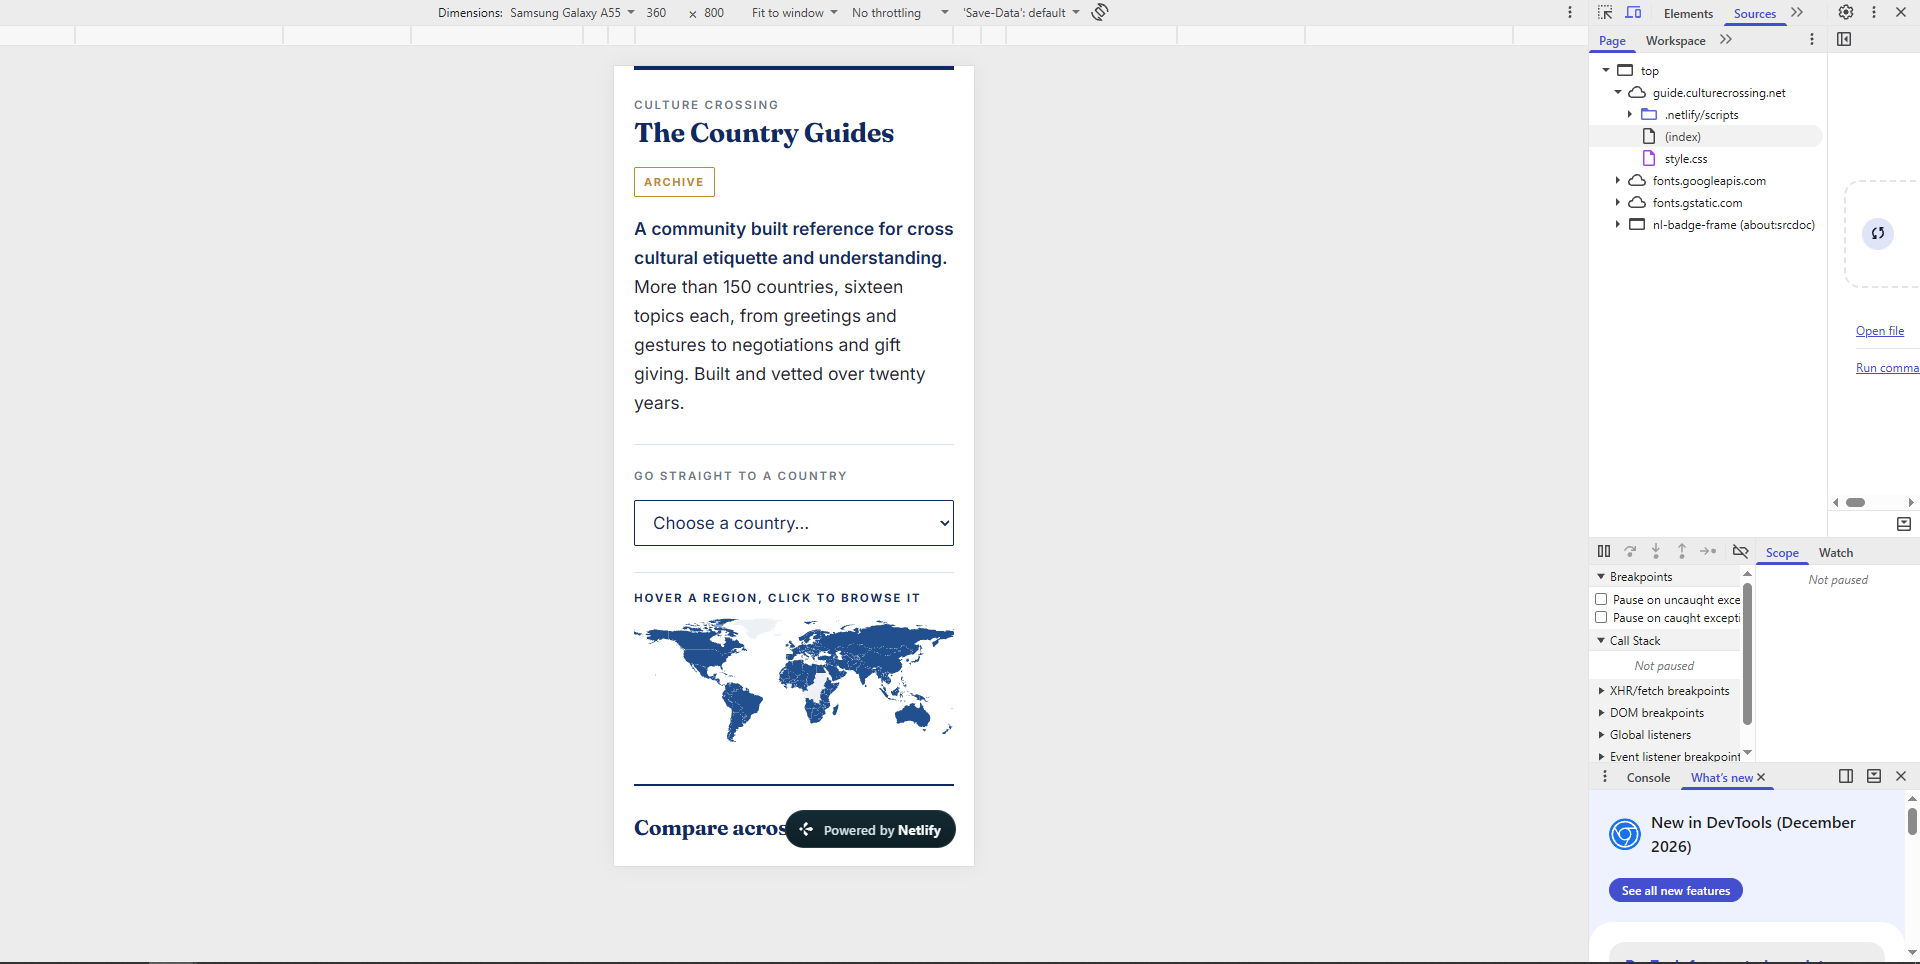 Dimensions: Samsung Galaxy A55 360 × 800 Fit to window No throttling 'Save-Data': default
CULTURE CROSSING
The Country Guides
ARCHIVE
A community built reference for cross
cultural etiquette and understanding.
More than 150 countries, sixteen
topics each, from greetings and
gestures to negotiations and gift
giving. Built and vetted over twenty
years.
GO STRAIGHT TO A COUNTRY
Choose a country...
HOVER A REGION, CLICK TO BROWSE IT
Compare acros
Powered by Netlify
Elements Sources
Page Workspace
top
guide.culturecrossing.net
.netlify/scripts
(index)
style.css
fonts.googleapis.com
fonts.gstatic.com
nl-badge-frame (about:srcdoc)
Open file
Run comma
Scope Watch
Breakpoints
Pause on uncaught exce
Pause on caught excepti
Call Stack
Not paused
XHR/fetch breakpoints
DOM breakpoints
Global listeners
Event listener breakpoint
Not paused
Console What's new
New in DevTools (December
2026)
See all new features